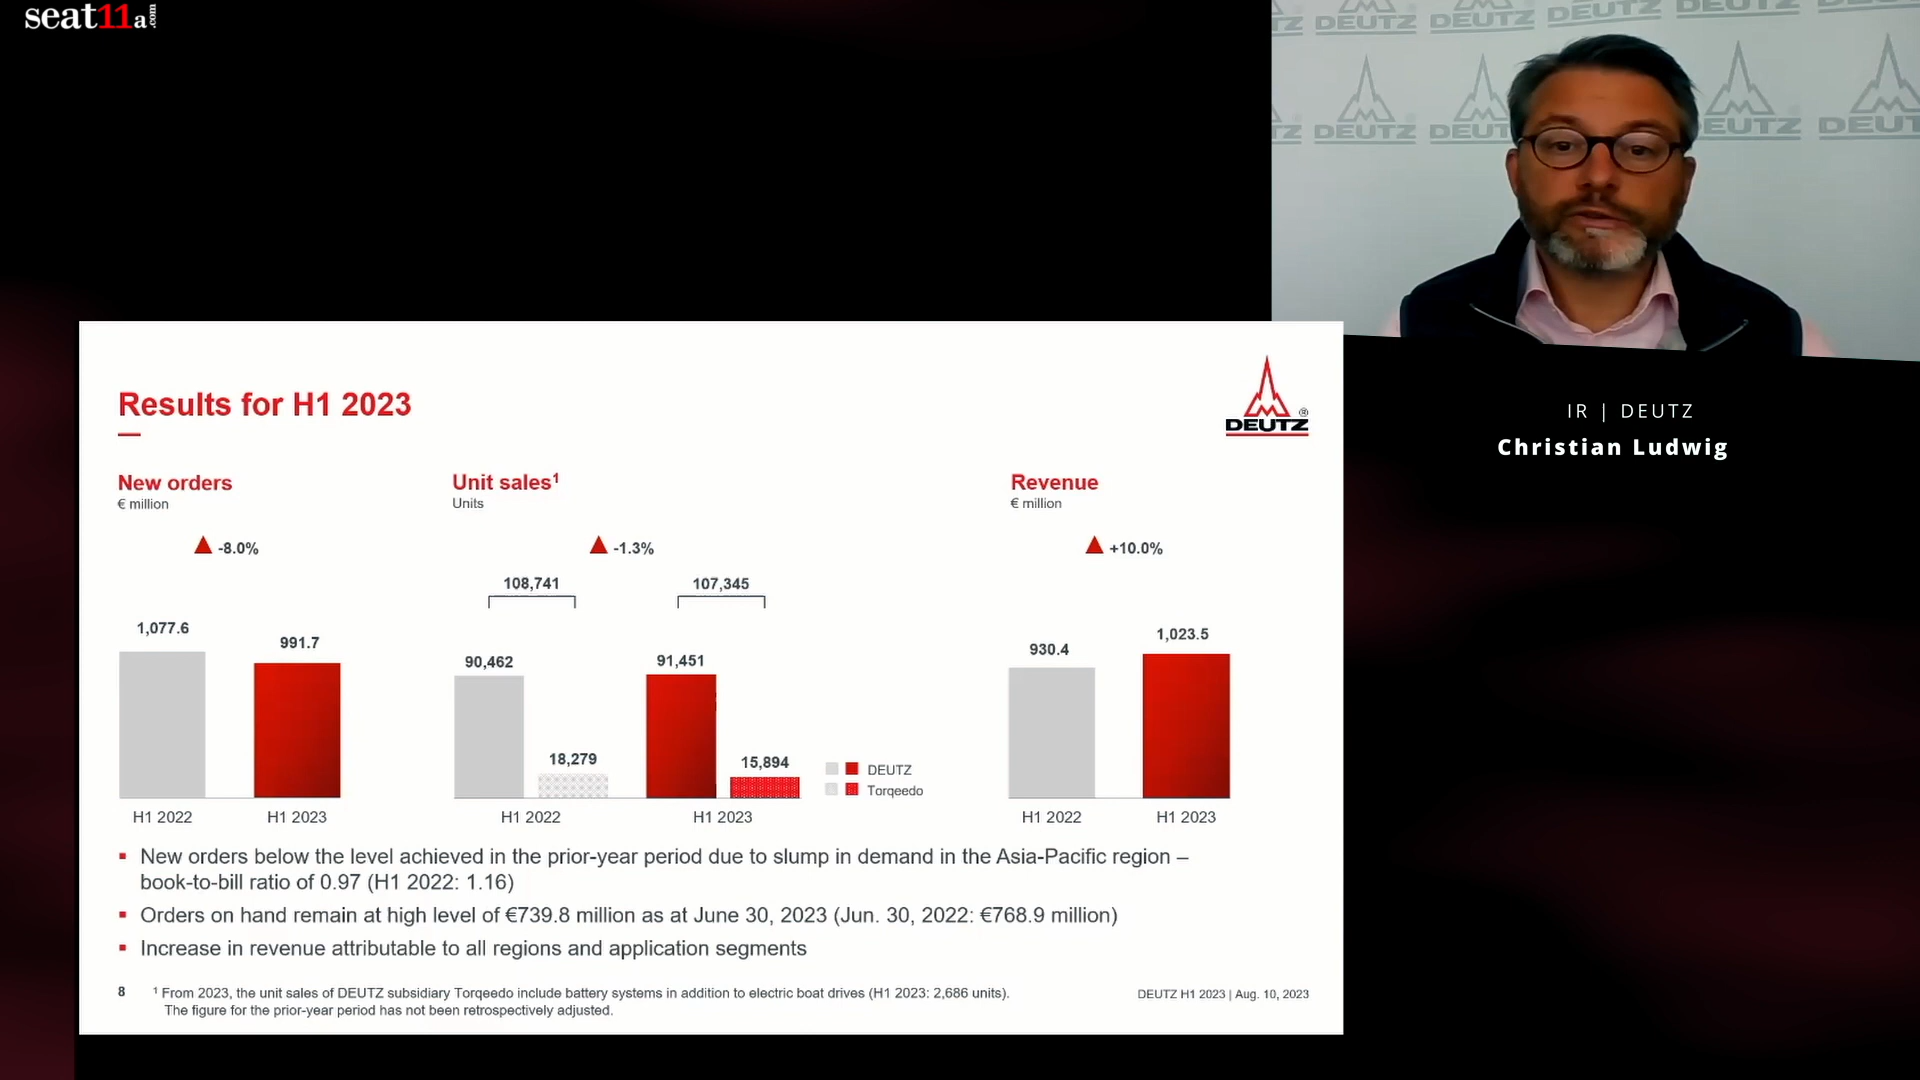 seat11a.com
DEUTZ DEUTZ DEUTZ DEUTZ
DEUTZ DEUTZ DEUTZ DEUTZ
IR | DEUTZ
Christian Ludwig
Results for H1 2023
DEUTZ ®
New orders
€ million
-8.0%
1,077.6
991.7
H1 2022
H1 2023
Unit sales¹
Units
-1.3%
108,741
107,345
90,462
18,279
91,451
15,894
H1 2022
H1 2023
DEUTZ
Torqeedo
Revenue
€ million
+10.0%
930.4
1,023.5
H1 2022
H1 2023
▪ New orders below the level achieved in the prior-year period due to slump in demand in the Asia-Pacific region –
book-to-bill ratio of 0.97 (H1 2022: 1.16)
▪ Orders on hand remain at high level of €739.8 million as at June 30, 2023 (Jun. 30, 2022: €768.9 million)
▪ Increase in revenue attributable to all regions and application segments
8
¹ From 2023, the unit sales of DEUTZ subsidiary Torqeedo include battery systems in addition to electric boat drives (H1 2023: 2,686 units).
The figure for the prior-year period has not been retrospectively adjusted.
DEUTZ H1 2023 | Aug. 10, 2023